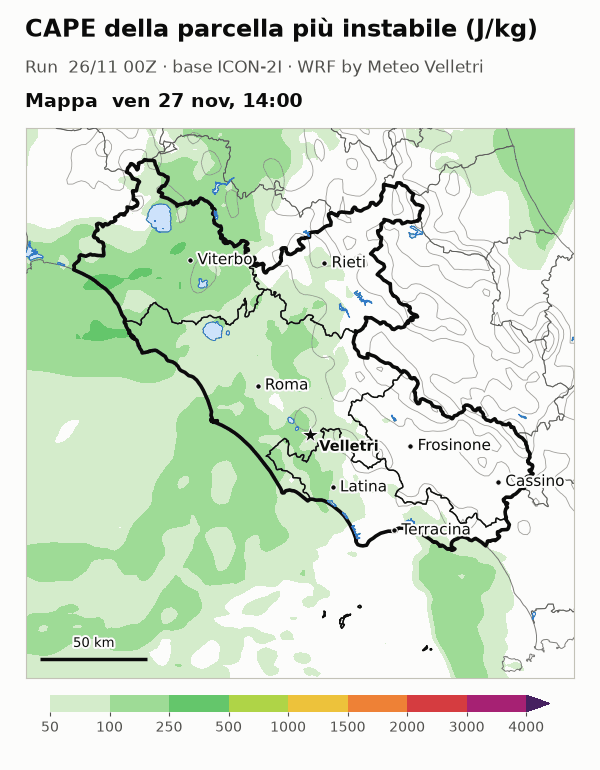 CAPE della parcella più instabile (J/kg)
Run  26/11 00Z · base ICON-2I · WRF by Meteo Velletri
Mappa  ven 27 nov, 14:00
Viterbo
Rieti
Roma
Velletri
Frosinone
Cassino
Latina
Terracina
50 km
50 100 250 500 1000 1500 2000 3000 4000